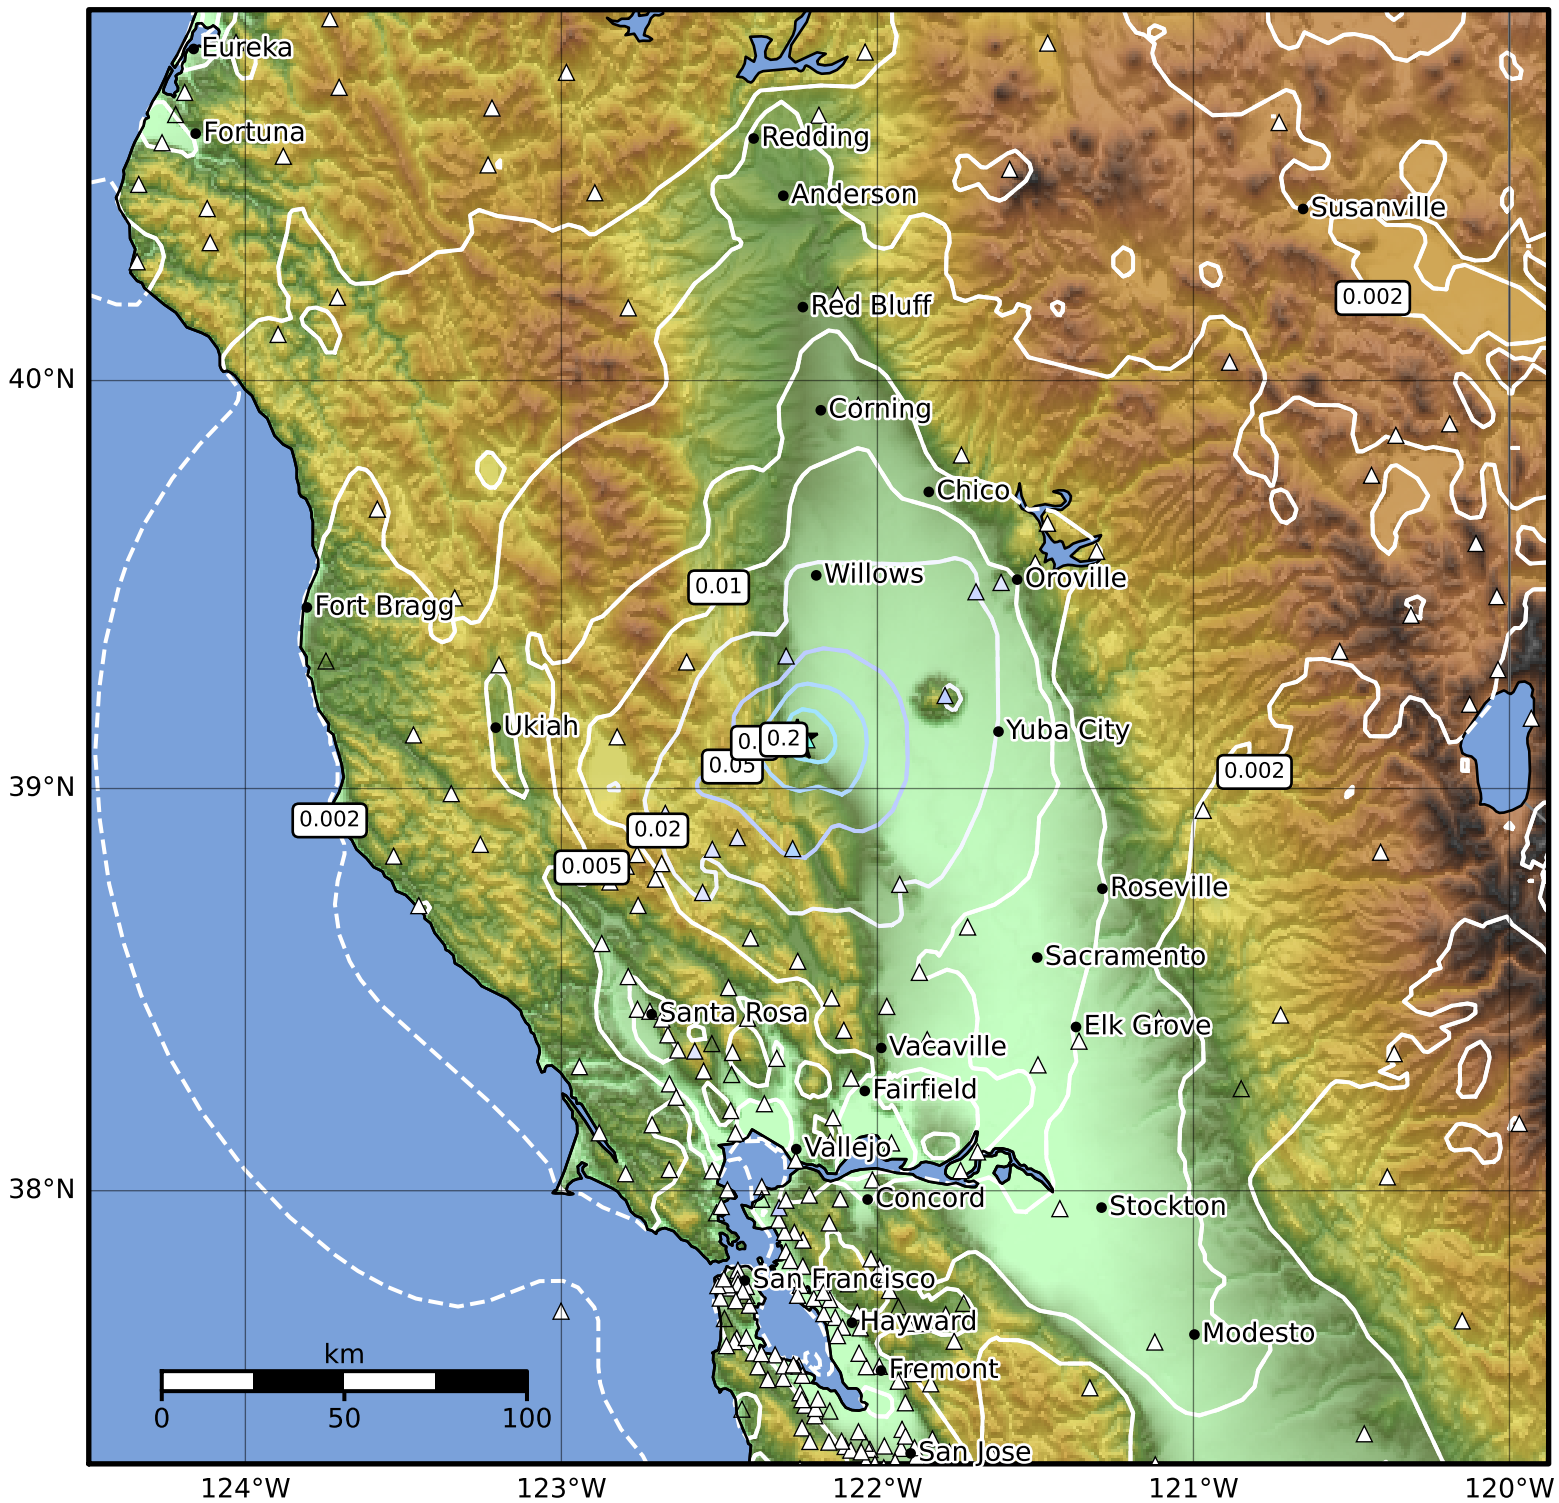 Eureka
Fortuna
Redding
Anderson
Susanville
0.002
Red Bluff
40°N
Corning
Chico
0.01
Willows
Oroville
Fort Bragg
Ukiah
Yuba City
0.2
0.05
0.002
39°N
0.002
0.02
0.005
Roseville
Sacramento
Santa Rosa
Elk Grove
Vacaville
Fairfield
Vallejo
38°N
Concord
Stockton
San Francisco
Hayward
Modesto
km
Fremont
0 50 100
San Jose
124°W 123°W 122°W 121°W 120°W